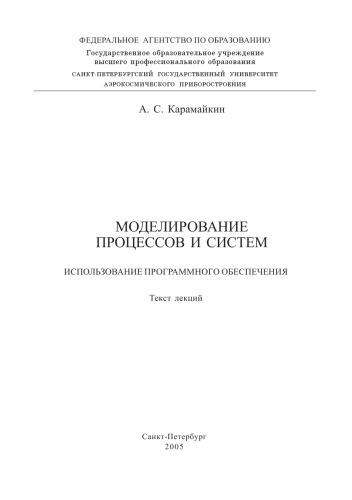 ФЕДЕРАЛЬНОЕ АГЕНТСТВО ПО ОБРАЗОВАНИЮ
Государственное образовательное учреждение
высшего профессионального образования
САНКТ-ПЕТЕРБУРГСКИЙ ГОСУДАРСТВЕННЫЙ УНИВЕРСИТЕТ
АЭРОКОСМИЧЕСКОГО ПРИБОРОСТРОЕНИЯ
А. С. Карамайкин
МОДЕЛИРОВАНИЕ
ПРОЦЕССОВ И СИСТЕМ
ИСПОЛЬЗОВАНИЕ ПРОГРАММНОГО ОБЕСПЕЧЕНИЯ
Текст лекций
Санкт-Петербург
2005